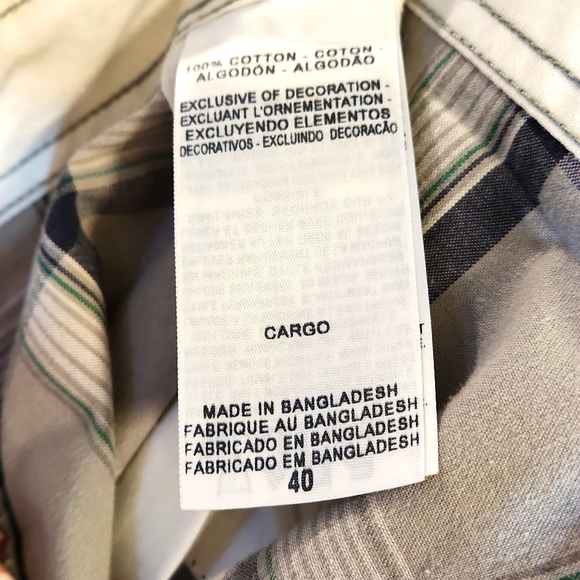 100% COTTON - COTON -
ALGODÓN - ALGODÃO
EXCLUSIVE OF DECORATION -
EXCLUANT L'ORNEMENTATION -
EXCLUYENDO ELEMENTOS
DECORATIVOS - EXCLUINDO DECORACÃO
CARGO
MADE IN BANGLADESH
FABRIQUE AU BANGLADESH
FABRICADO EN BANGLADESH
FABRICADO EM BANGLADESH
40